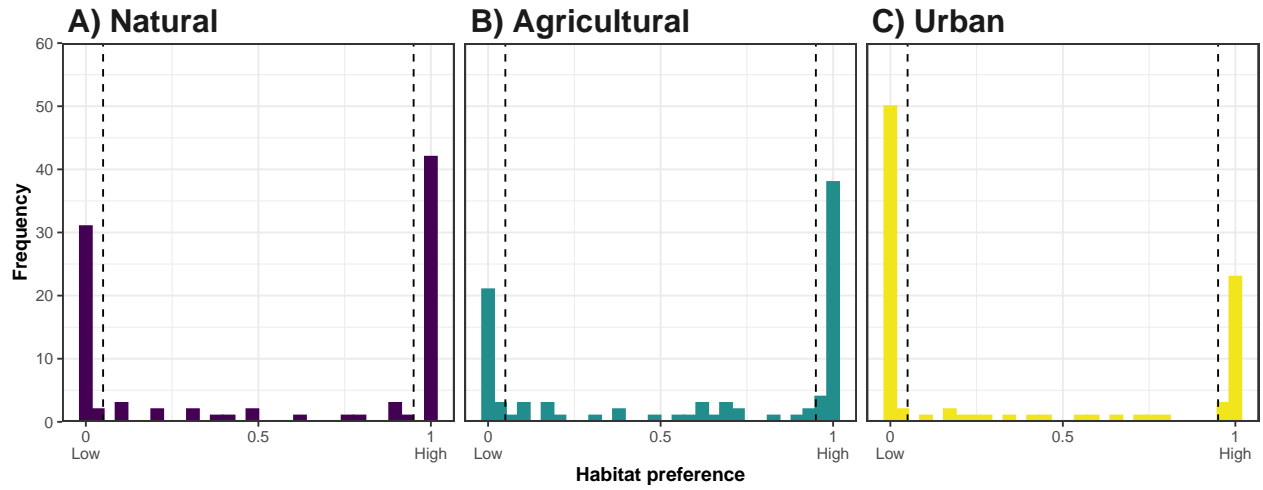 A) Natural
B) Agricultural
C) Urban
60
50
40
30
20
10
0
Frequency
0 0.5 1
Low High
0 0.5 1
Low High
0 0.5 1
Low High
Habitat preference